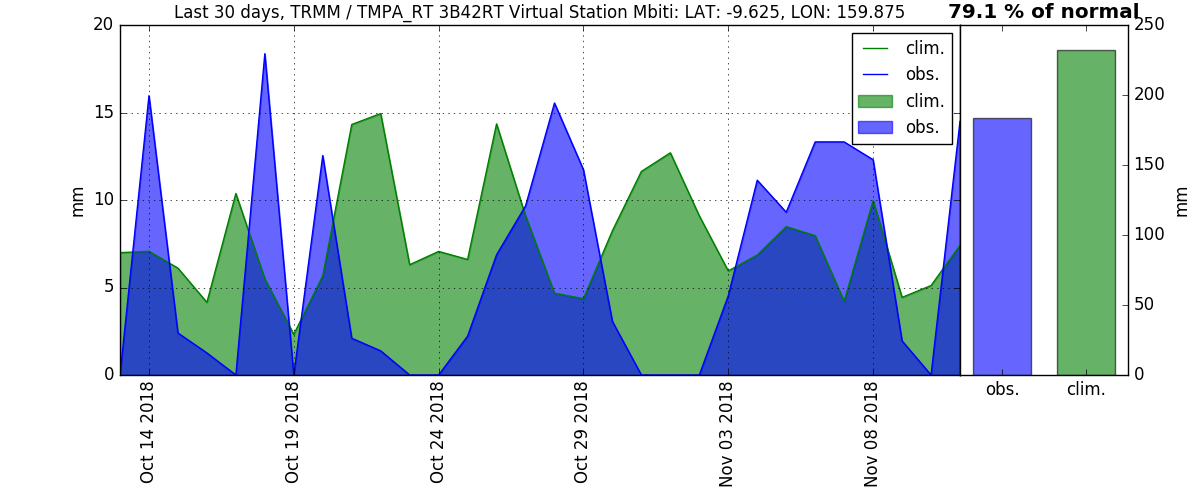 Last 30 days, TRMM / TMPA_RT 3B42RT Virtual Station Mbiti: LAT: -9.625, LON: 159.875
79.1 % of normal
20
15
10
5
0
mm
clim.
obs.
clim.
obs.
250
200
150
100
50
0
mm
obs.
clim.
Oct 14 2018
Oct 19 2018
Oct 24 2018
Oct 29 2018
Nov 03 2018
Nov 08 2018